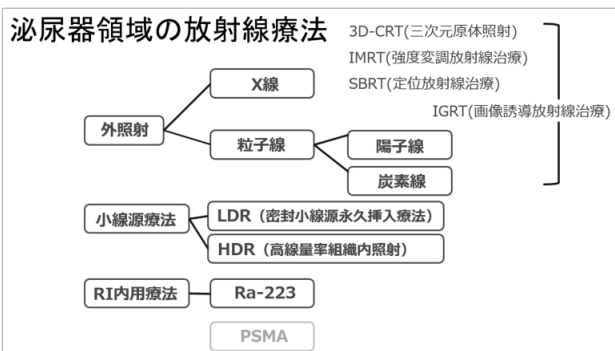 泌尿器領域の放射線療法
3D-CRT(三次元原体照射)
IMRT(強度変調放射線治療)
SBRT(定位放射線治療)
IGRT(画像誘導放射線治療)
X線
外照射
粒子線
陽子線
炭素線
小線源療法
LDR（密封小線源永久挿入療法）
HDR（高線量率組織内照射）
RI内用療法
Ra-223
PSMA